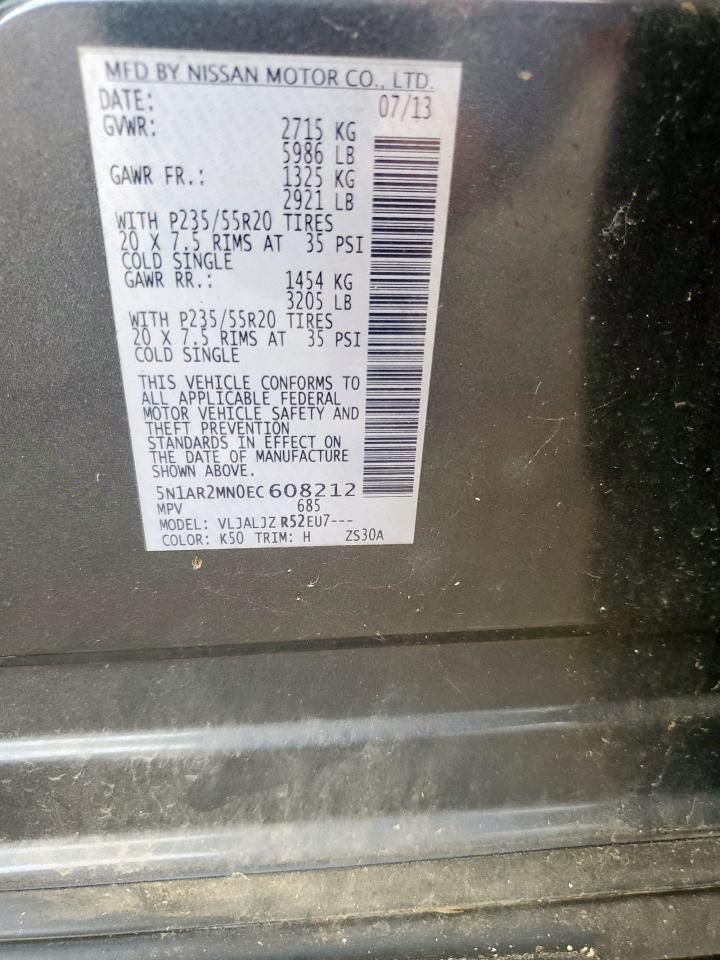 MFD BY NISSAN MOTOR CO., LTD.
DATE: 07/13
GVWR: 2715 KG
5986 LB
GAWR FR.: 1325 KG
2921 LB
WITH P235/55R20 TIRES
20 X 7.5 RIMS AT 35 PSI
COLD SINGLE
GAWR RR.: 1454 KG
3205 LB
WITH P235/55R20 TIRES
20 X 7.5 RIMS AT 35 PSI
COLD SINGLE
THIS VEHICLE CONFORMS TO
ALL APPLICABLE FEDERAL
MOTOR VEHICLE SAFETY AND
THEFT PREVENTION
STANDARDS IN EFFECT ON
THE DATE OF MANUFACTURE
SHOWN ABOVE.
5N1AR2MN0EC608212
MPV 685
MODEL: VLJALJZ R52EU7---
COLOR: K50 TRIM: H ZS30A